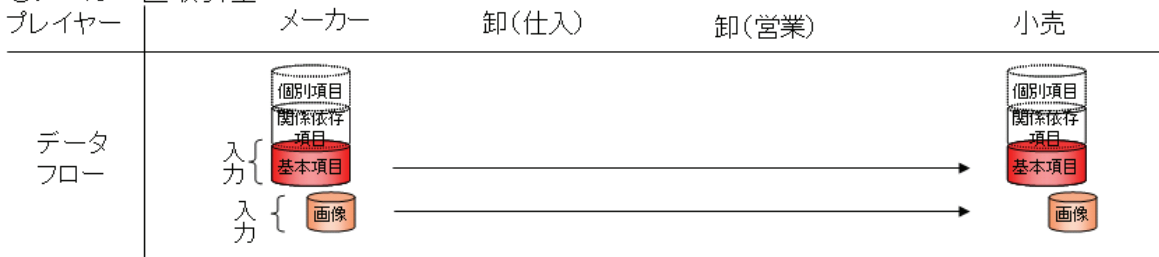 プレイヤー
メーカー
卸(仕入)
卸(営業)
小売
データ
フロー
個別項目
関係依存
項目
基本項目
画像
入
力
入
力
個別項目
関係依存
項目
基本項目
画像